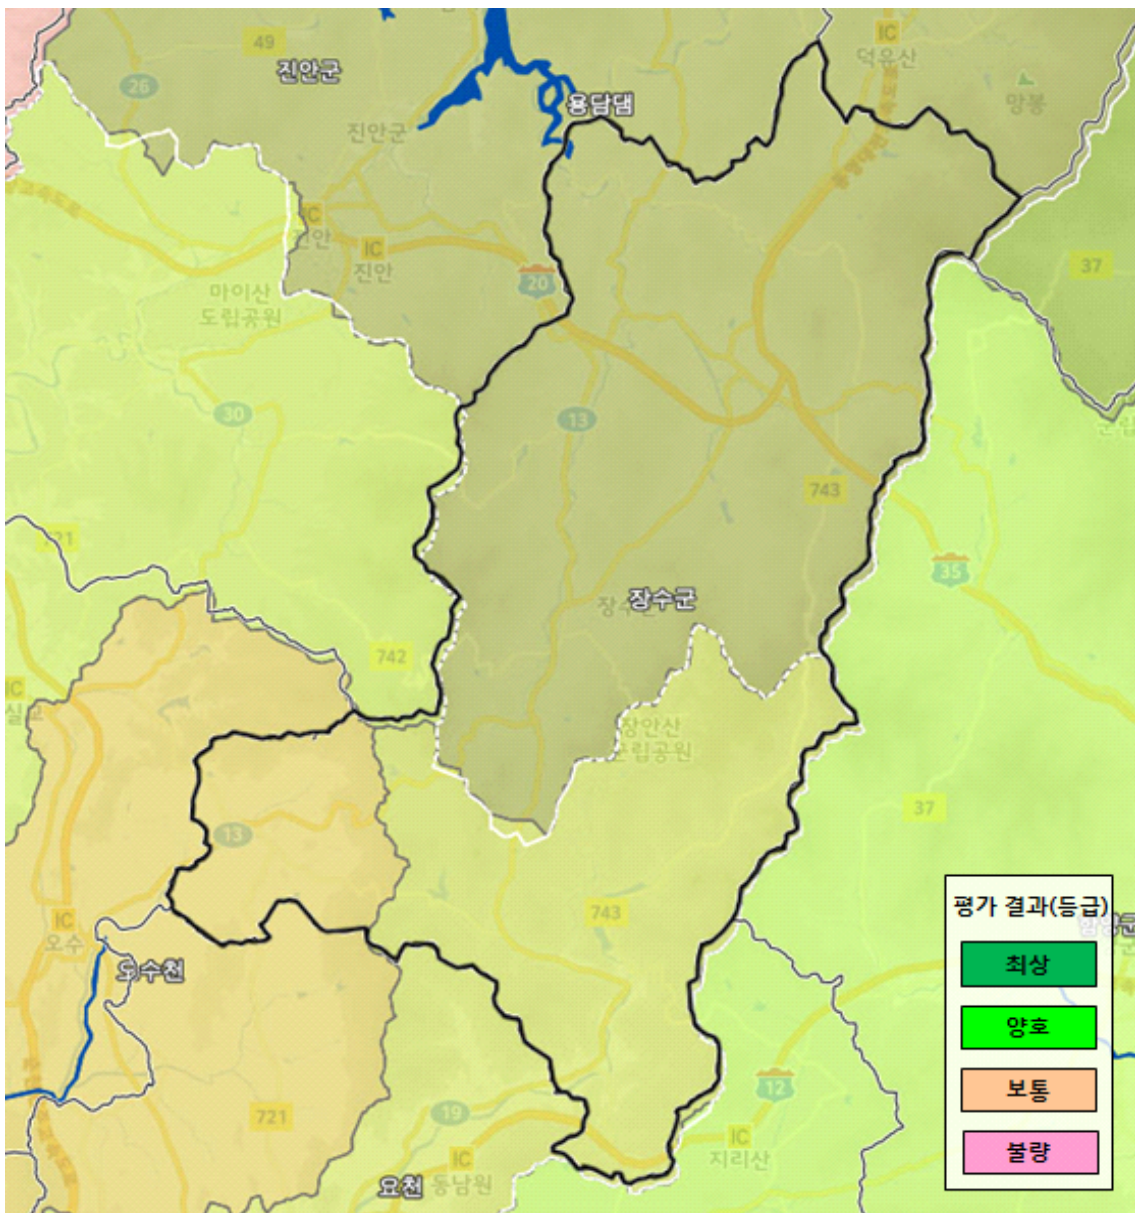 49
IC
덕유산
진안군
26
용담댐
망봉
진안군
IC
진안
IC
진안
37
20
마이산
도립공원
30
13
743
721
35
장수군
742
IC
장안산
군립공원
37
13
743
평가 결과(등급)
IC
오수
최상
오수천
양호
12
보통
721
19
IC
지리산
불량
IC
요천
동남원